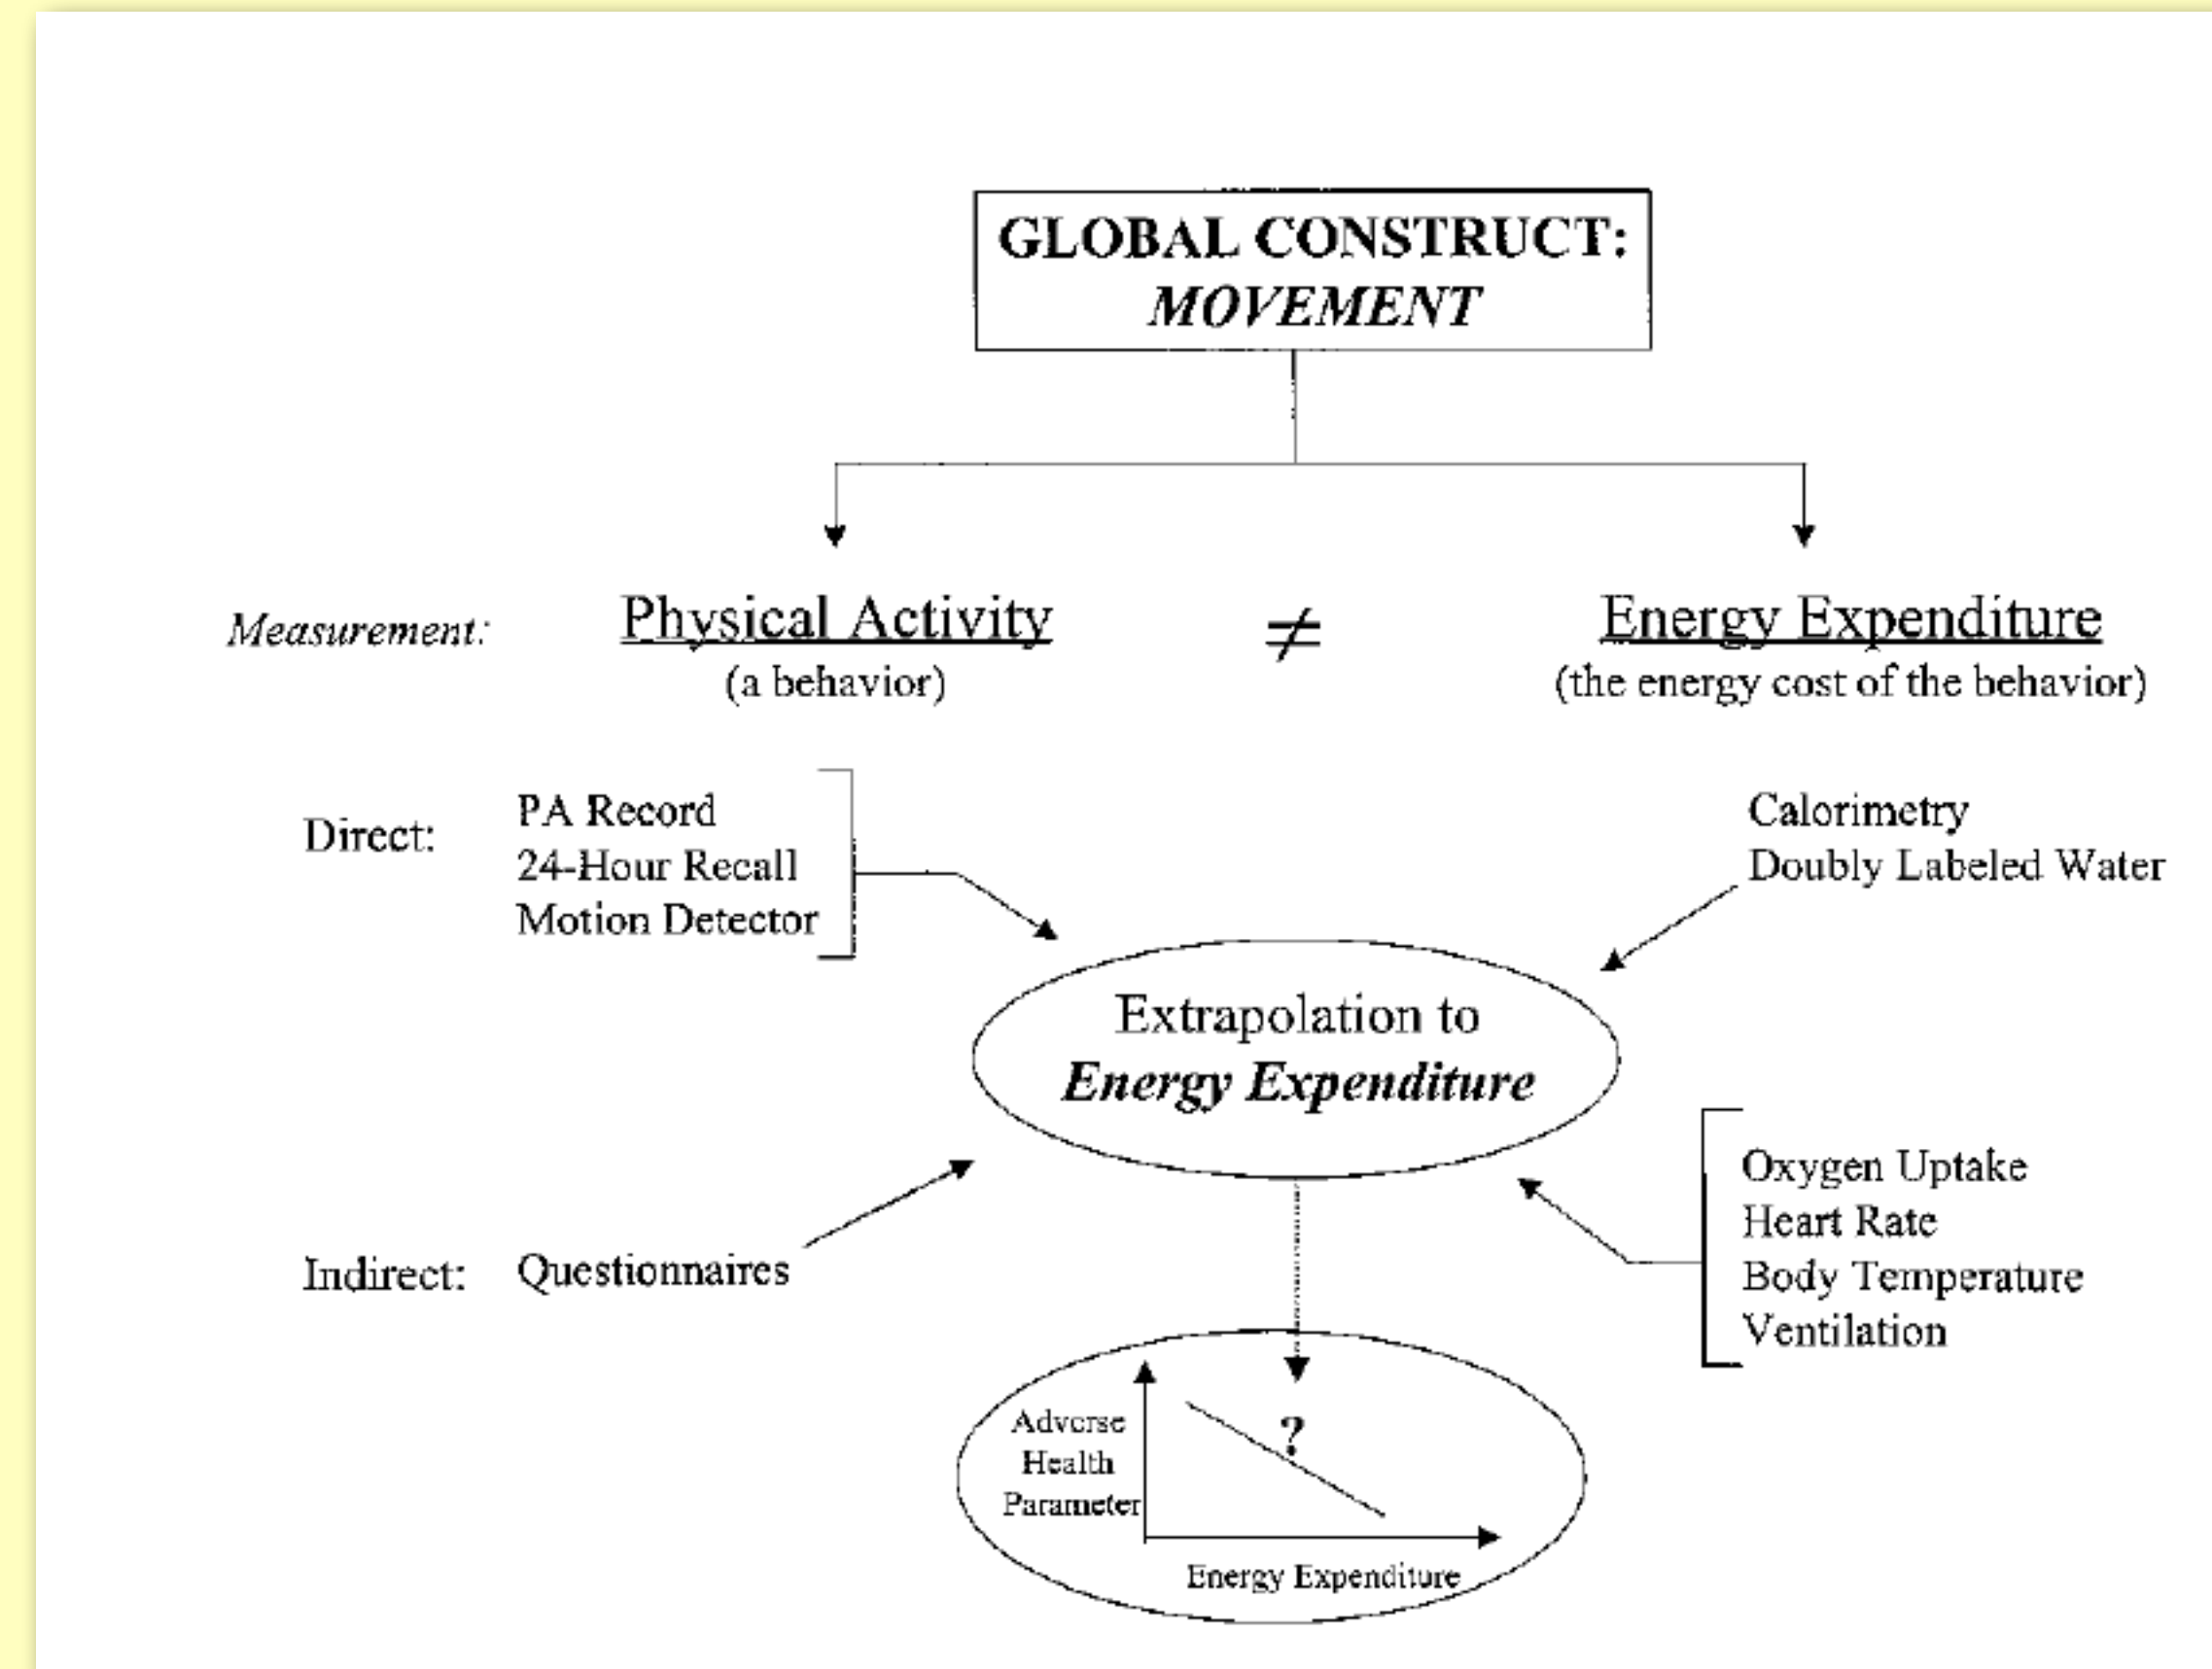 GLOBAL CONSTRUCT:
MOVEMENT
Measurement:
Physical Activity
(a behavior)
≠
Energy Expenditure
(the energy cost of the behavior)
Direct:
PA Record
24-Hour Recall
Motion Detector
Calorimetry
Doubly Labeled Water
Extrapolation to
Energy Expenditure
Indirect:
Questionnaires
Oxygen Uptake
Heart Rate
Body Temperature
Ventilation
Adverse
Health
Parameter
?
Energy Expenditure